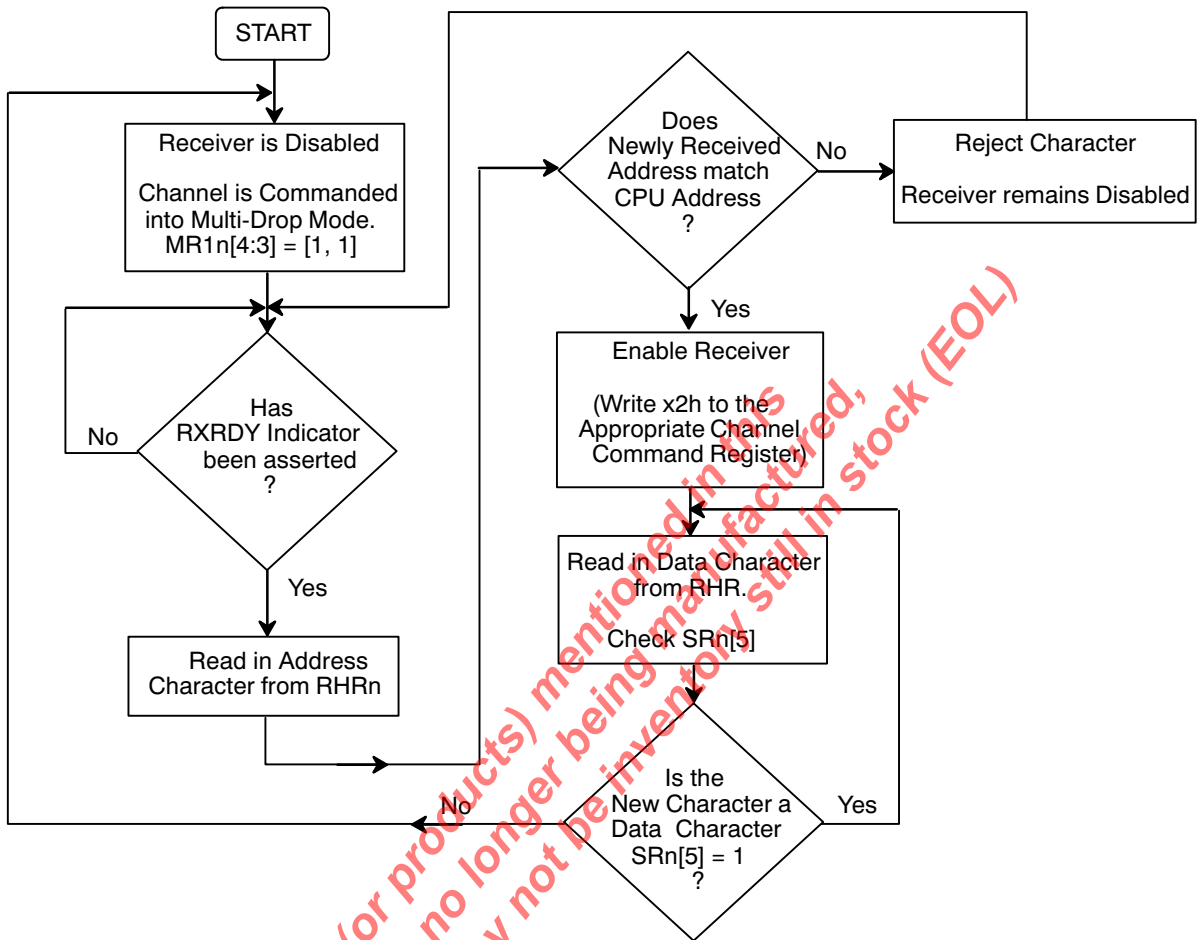 START
Receiver is Disabled
Channel is Commanded
into Multi-Drop Mode.
MR1n[4:3] = [1, 1]
Has
RXRDY Indicator
been asserted
?
No
Yes
Read in Address
Character from RHRn
Does
Newly Received
Address match
CPU Address
?
No
Reject Character
Receiver remains Disabled
Yes
Enable Receiver
(Write x2h to the
Appropriate Channel
Command Register)
Read in Data Character
from RHR.
Check SRn[5]
Is the
New Character a
Data Character
SRn[5] = 1
?
Yes
No
(or products) mentioned in this
no longer being manufactured,
y not be inventory still in stock (EOL)